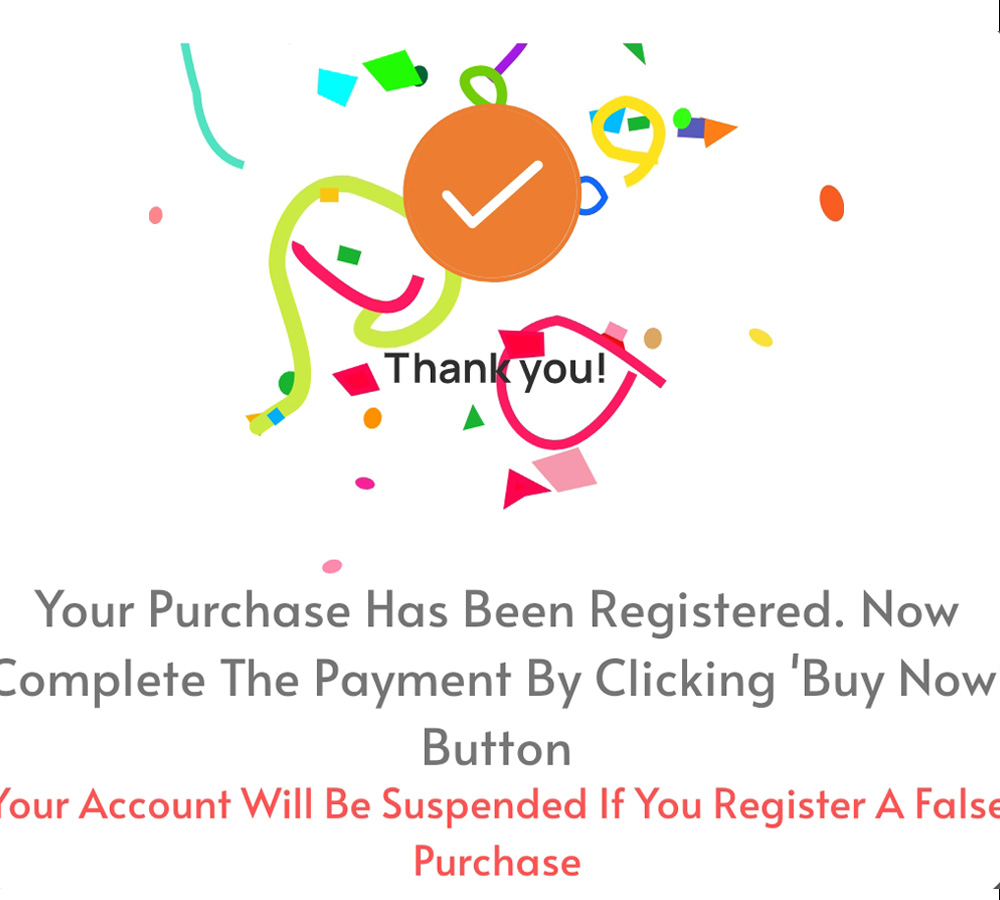 Thank you!
Your Purchase Has Been Registered. Now
Complete The Payment By Clicking 'Buy Now'
Button
Your Account Will Be Suspended If You Register A False
Purchase